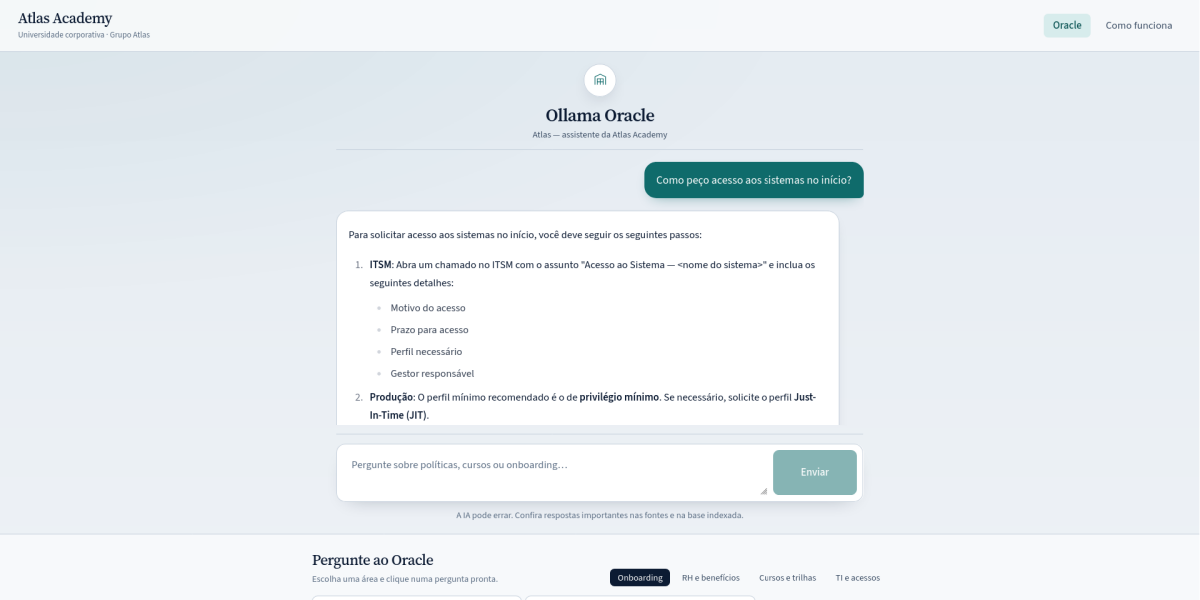 Atlas Academy
Universidade corporativa · Grupo Atlas
Oracle
Como funciona
Ollama Oracle
Atlas — assistente da Atlas Academy
Como peço acesso aos sistemas no início?
Para solicitar acesso aos sistemas no início, você deve seguir os seguintes passos:
1. ITSM: Abra um chamado no ITSM com o assunto "Acesso ao Sistema — <nome do sistema>" e inclua os
seguintes detalhes:
Motivo do acesso
Prazo para acesso
Perfil necessário
Gestor responsável
2. Produção: O perfil mínimo recomendado é o de privilégio mínimo. Se necessário, solicite o perfil Just-
In-Time (JIT).
Pergunte sobre políticas, cursos ou onboarding…
Enviar
A IA pode errar. Confira respostas importantes nas fontes e na base indexada.
Pergunte ao Oracle
Escolha uma área e clique numa pergunta pronta.
Onboarding
RH e benefícios
Cursos e trilhas
TI e acessos